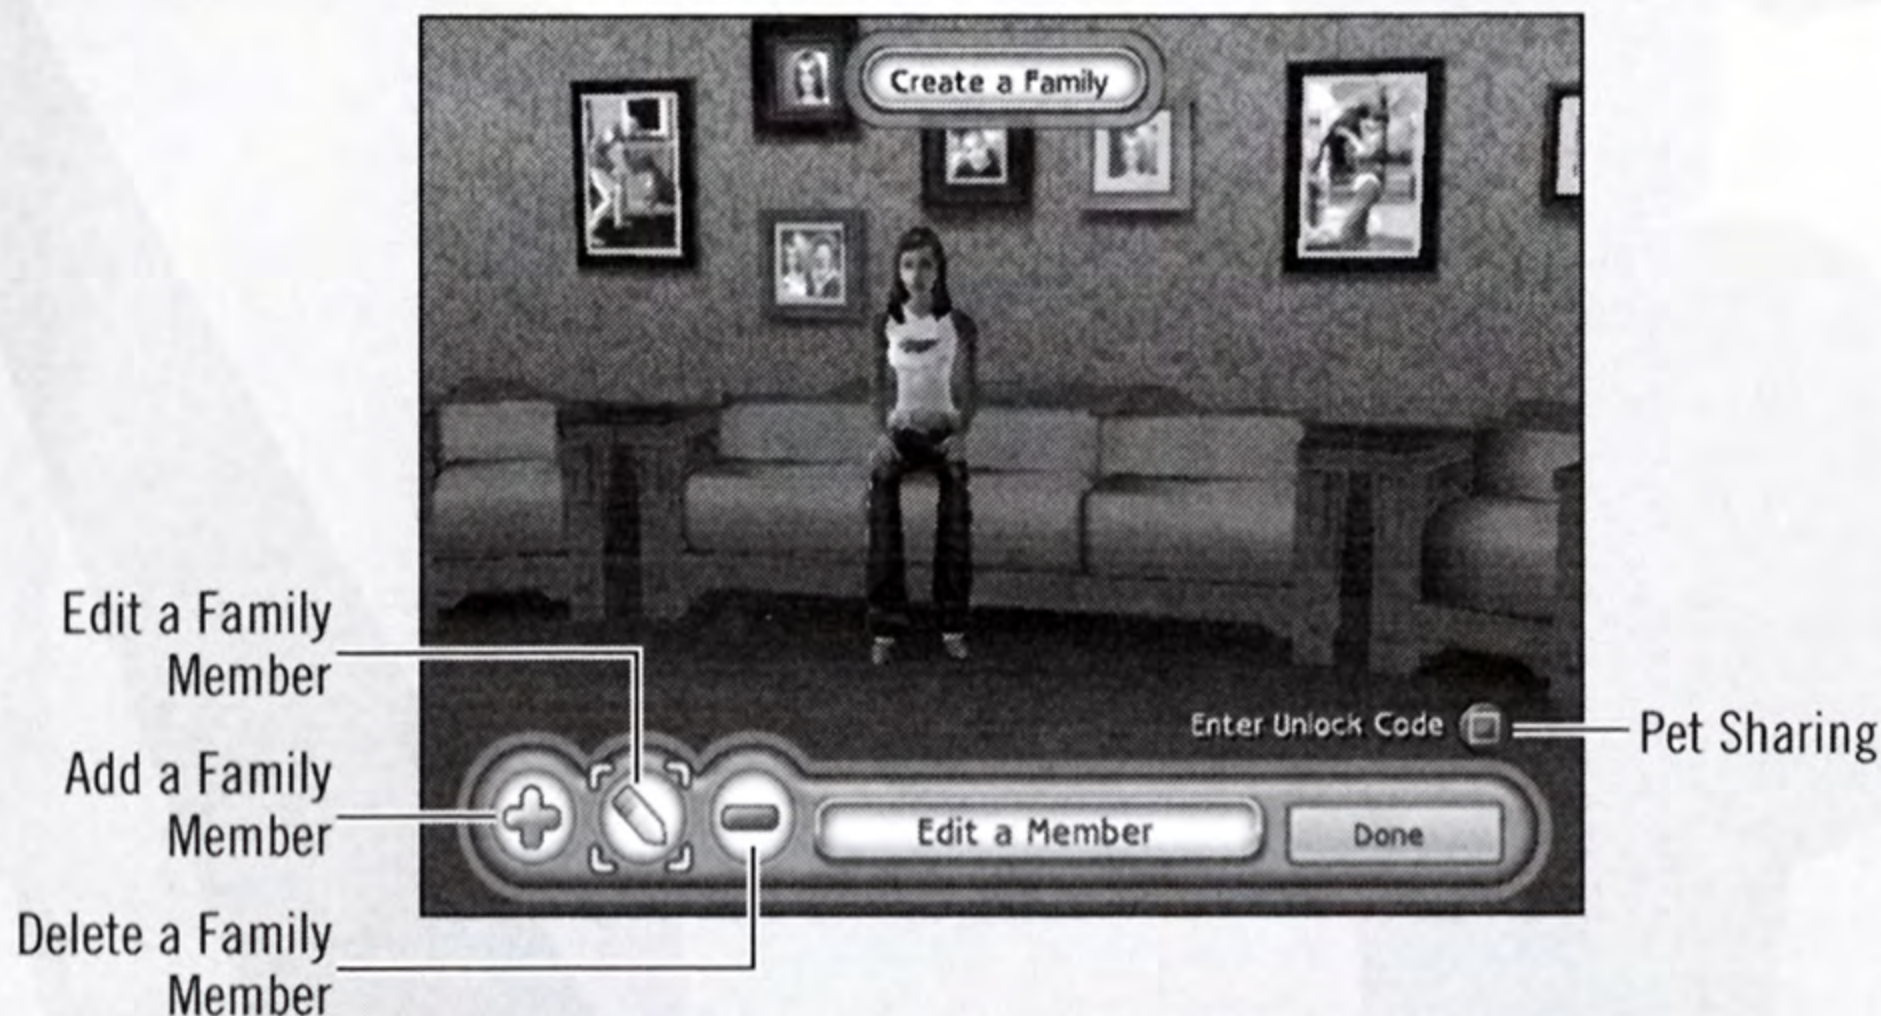 Create a Family
Edit a Family
Member
Enter Unlock Code
Pet Sharing
Add a Family
Member
Edit a Member
Done
Delete a Family
Member